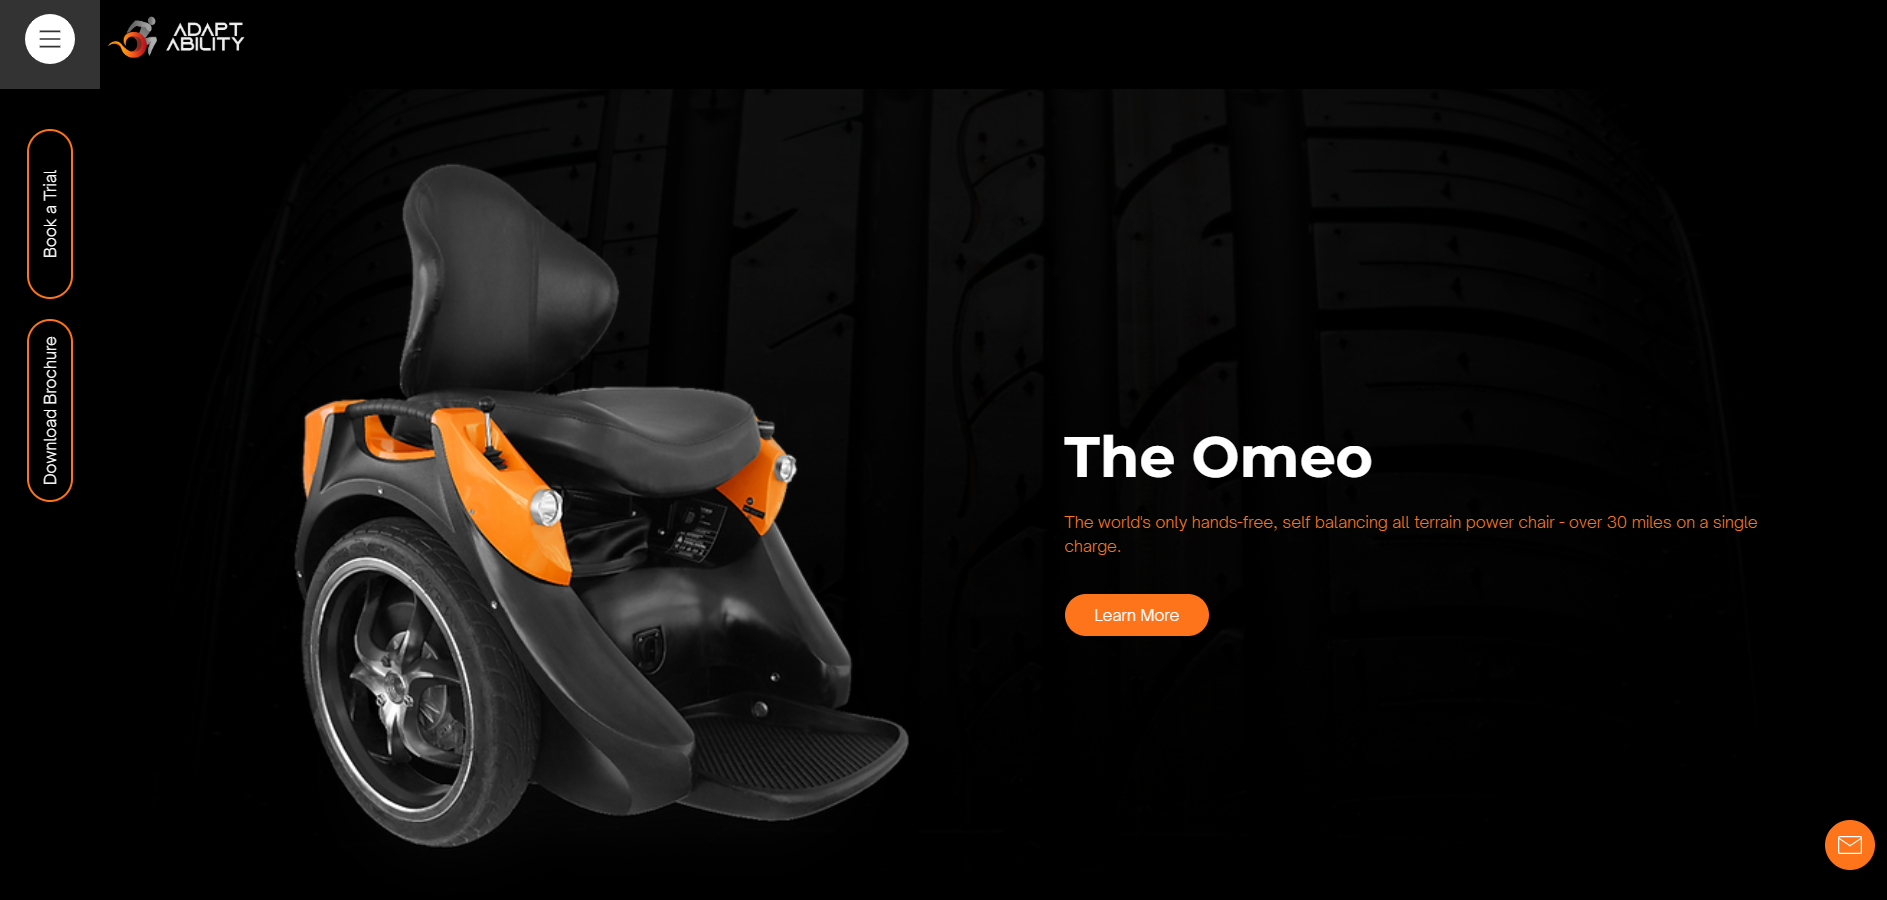 ADAPT
ABILITY
Book a Trial
Download Brochure
The Omeo
The world's only hands-free, self balancing all terrain power chair - over 30 miles on a single
charge.
Learn More